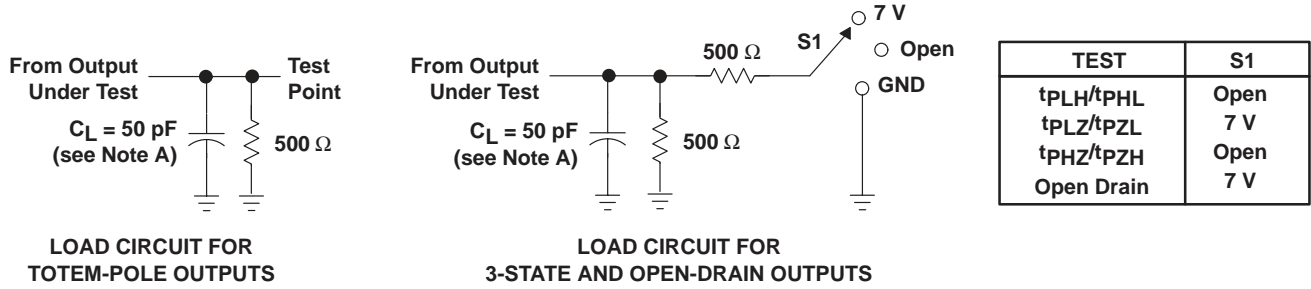 From Output
Under Test
Test
Point
CL = 50 pF
(see Note A)
500 Ω
LOAD CIRCUIT FOR
TOTEM-POLE OUTPUTS
From Output
Under Test
500 Ω
S1
7 V
Open
GND
CL = 50 pF
(see Note A)
500 Ω
LOAD CIRCUIT FOR
3-STATE AND OPEN-DRAIN OUTPUTS
TEST S1
tPLH/tPHL Open
tPLZ/tPZL 7 V
tPHZ/tPZH Open
Open Drain 7 V